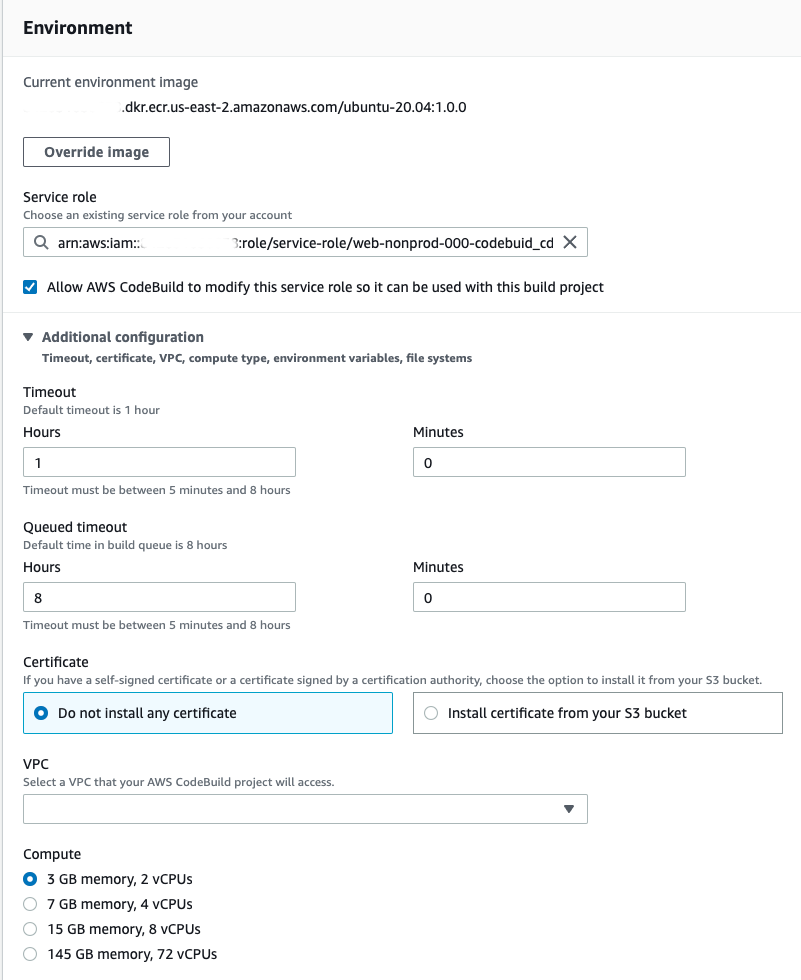 Environment
Current environment image
.dkr.ecr.us-east-2.amazonaws.com/ubuntu-20.04:1.0.0
Override image
Service role
Choose an existing service role from your account
arn:aws:iam:: :role/service-role/web-nonprod-000-codebuid_cd
Allow AWS CodeBuild to modify this service role so it can be used with this build project
Additional configuration
Timeout, certificate, VPC, compute type, environment variables, file systems
Timeout
Default timeout is 1 hour
Hours Minutes
1 0
Timeout must be between 5 minutes and 8 hours
Queued timeout
Default time in build queue is 8 hours
Hours Minutes
8 0
Timeout must be between 5 minutes and 8 hours
Certificate
If you have a self-signed certificate or a certificate signed by a certification authority, choose the option to install it from your S3 bucket.
Do not install any certificate Install certificate from your S3 bucket
VPC
Select a VPC that your AWS CodeBuild project will access.
Compute
3 GB memory, 2 vCPUs
7 GB memory, 4 vCPUs
15 GB memory, 8 vCPUs
145 GB memory, 72 vCPUs